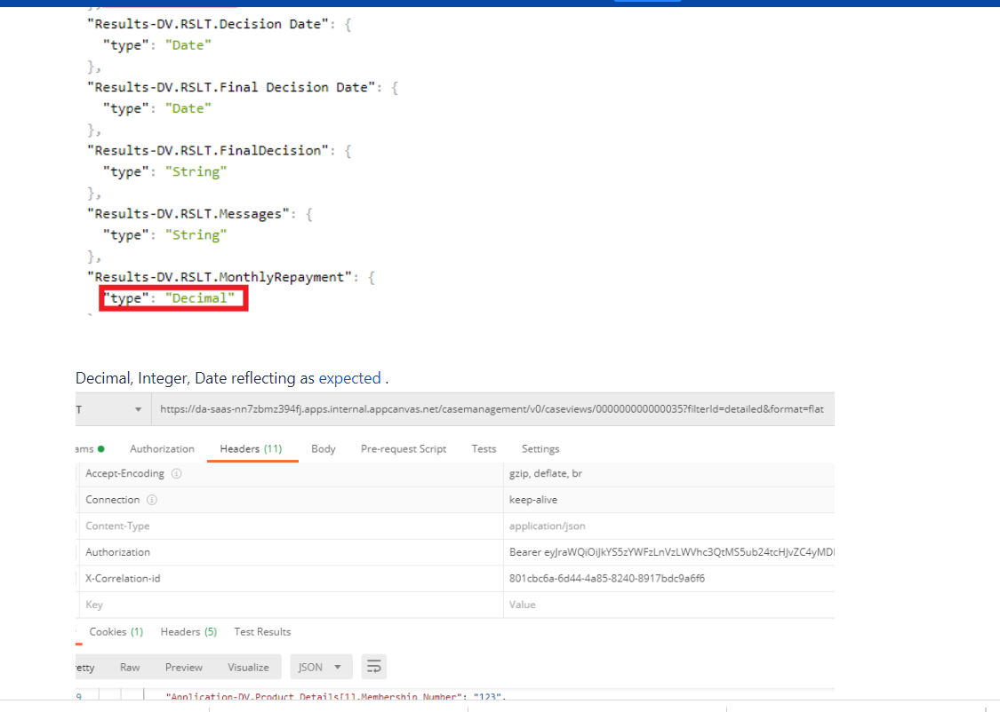 "Results-DV.RSLT.Decision Date": {
"type": "Date"
},
"Results-DV.RSLT.Final Decision Date": {
"type": "Date"
},
"Results-DV.RSLT.FinalDecision": {
"type": "String"
},
"Results-DV.RSLT.Messages": {
"type": "String"
},
"Results-DV.RSLT.MonthlyRepayment": {
"type": "Decimal"
Decimal, Integer, Date reflecting as expected .
T https://da-saas-nn7zbmz394fj.apps.internal.appcanvas.net/casemanagement/v0/caseviews/000000000000035?filterId=detailed&format=flat
ams Authorization Headers (11) Body Pre-request Script Tests Settings
Accept-Encoding gzip, deflate, br
Connection keep-alive
Content-Type application/json
Authorization Bearer
X-Correlation-id 801cbc6a-6d44-4a85-8240-8917bdc9a6f6
Key Value
Cookies (1) Headers (5) Test Results
etty Raw Preview Visualize JSON
9 "Application-DV.Product Details[1].Membership Number": "123",